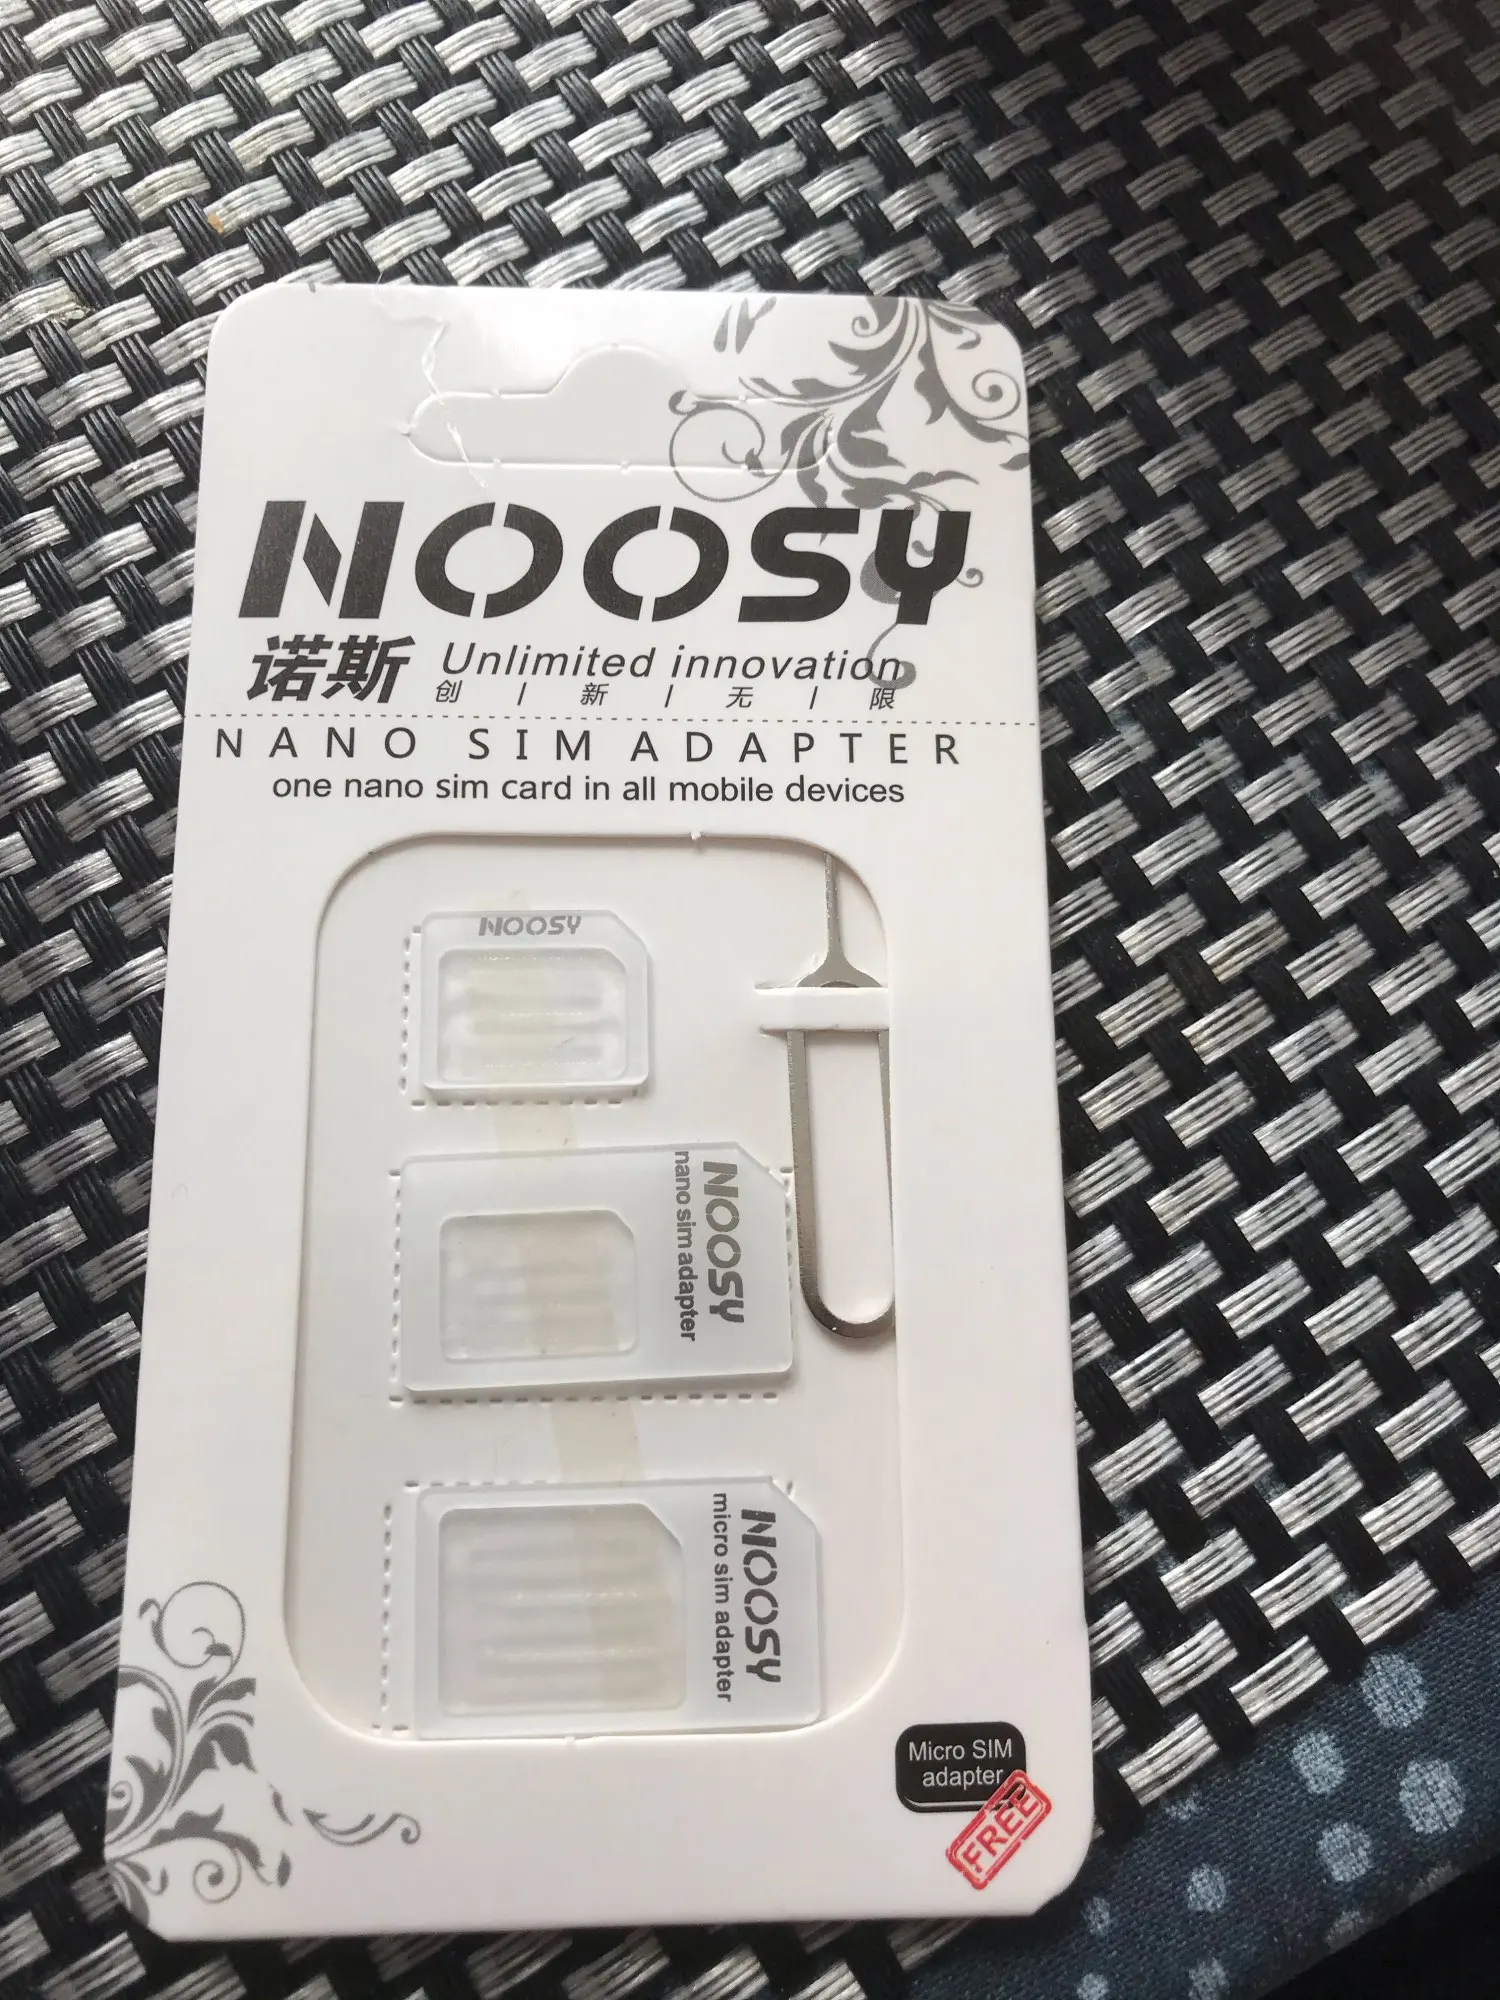 NOOSY
诺斯 Unlimited innovation
创 | 新 | 无 | 限
NANO SIM ADAPTER
one nano sim card in all mobile devices
NOOSY
NOOSY
nano sim adapter
NOOSY
micro sim adapter
Micro SIM
adapter
FREE